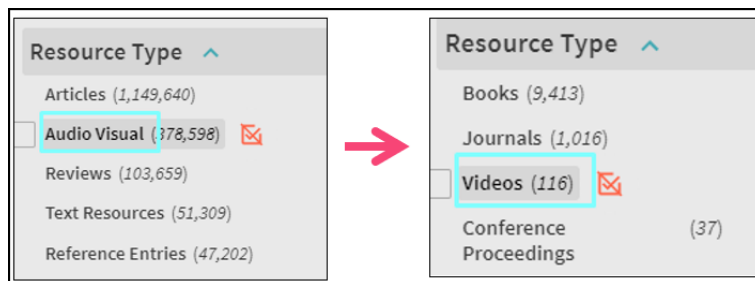 Resource Type
Articles (1,149,640)
Audio Visual (378,598)
Reviews (103,659)
Text Resources (51,309)
Reference Entries (47,202)
Resource Type
Books (9,413)
Journals (1,016)
Videos (116)
Conference (37)
Proceedings